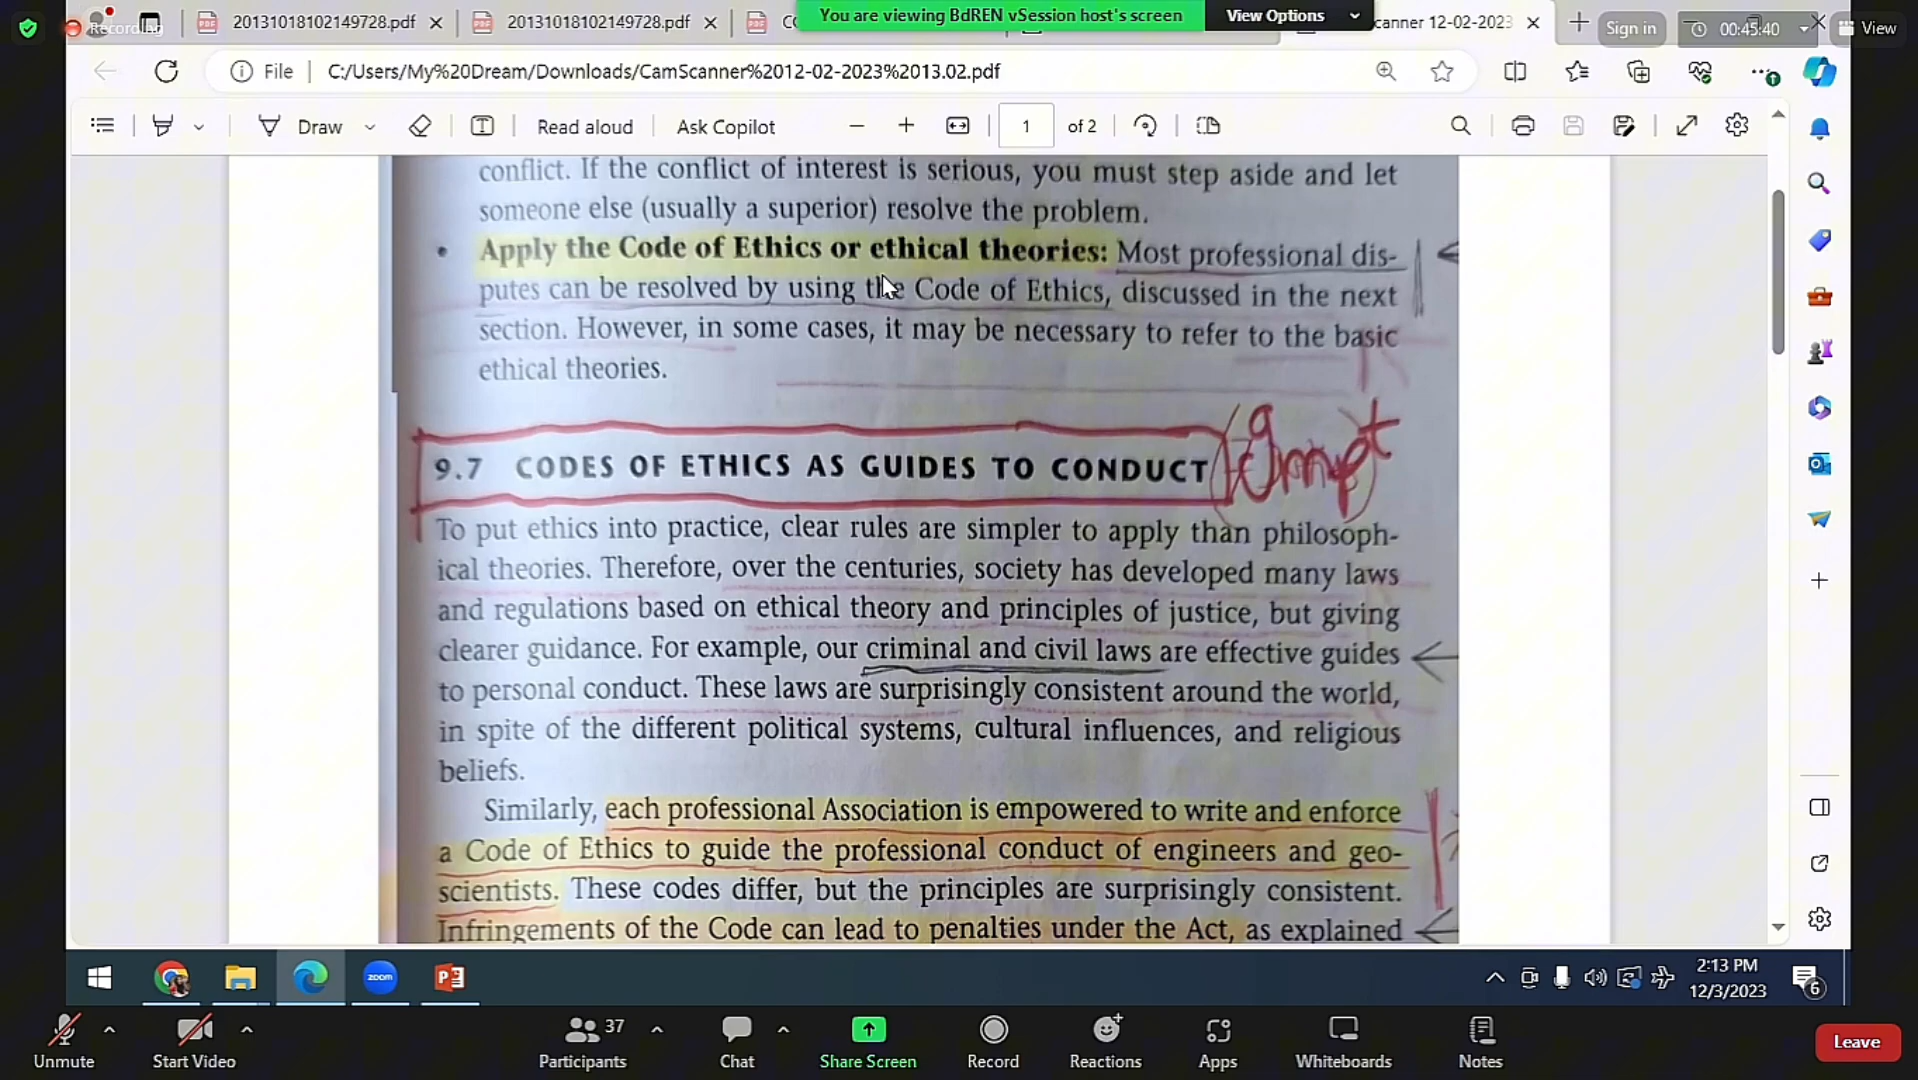 Recording
20131018102149728.pdf
20131018102149728.pdf
You are viewing BdREN vSession host's screen
View Options
canner 12-02-2023
Sign in
00:45:40
View
File
C:/Users/My%20Dream/Downloads/CamScanner%2012-02-2023%2013.02.pdf
Draw
Read aloud
Ask Copilot
1
of 2
conflict. If the conflict of interest is serious, you must step aside and let
someone else (usually a superior) resolve the problem.
• Apply the Code of Ethics or ethical theories: Most professional dis-
putes can be resolved by using the Code of Ethics, discussed in the next
section. However, in some cases, it may be necessary to refer to the basic
ethical theories.
9.7 CODES OF ETHICS AS GUIDES TO CONDUCT
To put ethics into practice, clear rules are simpler to apply than philosoph-
ical theories. Therefore, over the centuries, society has developed many laws
and regulations based on ethical theory and principles of justice, but giving
clearer guidance. For example, our criminal and civil laws are effective guides
to personal conduct. These laws are surprisingly consistent around the world,
in spite of the different political systems, cultural influences, and religious
beliefs.
Similarly, each professional Association is empowered to write and enforce
a Code of Ethics to guide the professional conduct of engineers and geo-
scientists. These codes differ, but the principles are surprisingly consistent.
Infringements of the Code can lead to penalties under the Act, as explained
zoom
2:13 PM
12/3/2023
6
Unmute
Start Video
37
Participants
Chat
Share Screen
Record
Reactions
Apps
Whiteboards
Notes
Leave